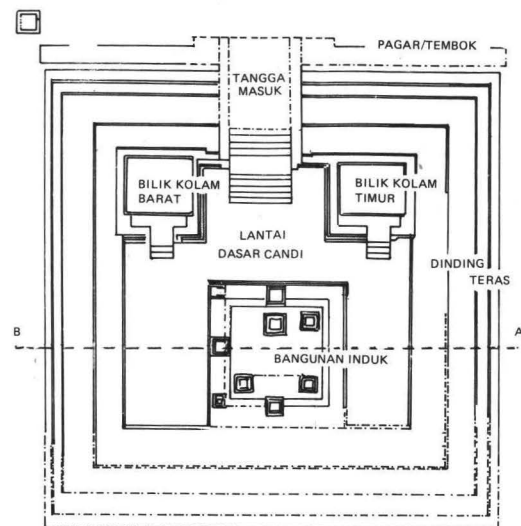 PAGAR/TEMBOK
TANGGA
MASUK
BILIK KOLAM
BARAT
BILIK KOLAM
TIMUR
LANTAI
DASAR CANDI
DINDING
TERAS
B
A
BANGUNAN INDUK